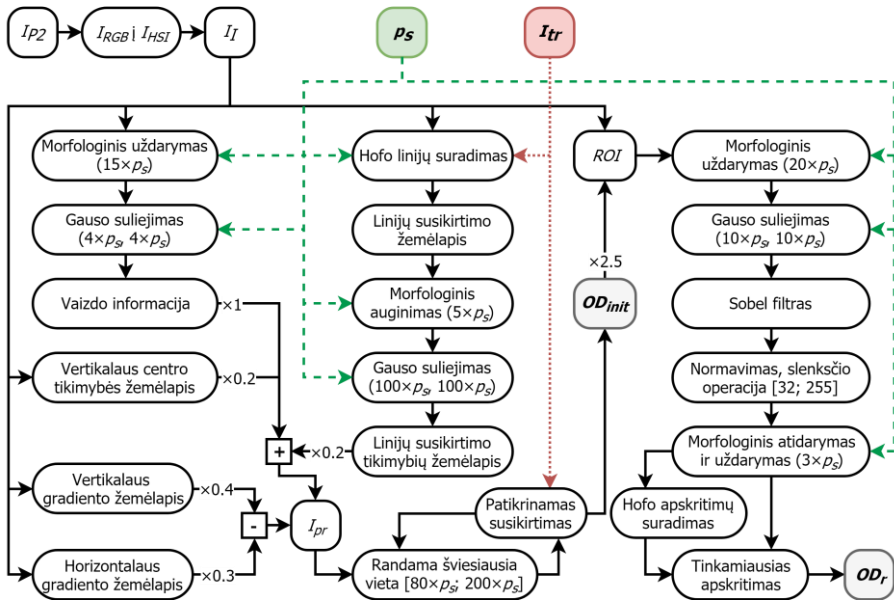 I_P2
I_RGB į I_HSI
I_I
p_s
I_tr
Morfologinis uždarymas
(15×p_s)
Gauso suliejimas
(4×p_s, 4×p_s)
Vaizdo informacija
×1
Vertikalaus centro
tikimybės žemėlapis
×0.2
Vertikalaus
gradiento žemėlapis
×0.4
Horizontalaus
gradiento žemėlapis
×0.3
+
-
I_pr
Hofo linijų suradimas
Linijų susikirtimo
žemėlapis
Morfologinis
auginimas (5×p_s)
Gauso suliejimas
(100×p_s, 100×p_s)
Linijų susikirtimo
tikimybių žemėlapis
×0.2
Patikrinamas
susikirtimas
Randama šviesiausia
vieta [80×p_s; 200×p_s]
ROI
×2.5
OD_init
Morfologinis
uždarymas (20×p_s)
Gauso suliejimas
(10×p_s, 10×p_s)
Sobel filtras
Normavimas, slenksčio
operacija [32; 255]
Morfologinis atidarymas
ir uždarymas (3×p_s)
Hofo apskritimų
suradimas
Tinkamiausias
apskritimas
OD_r